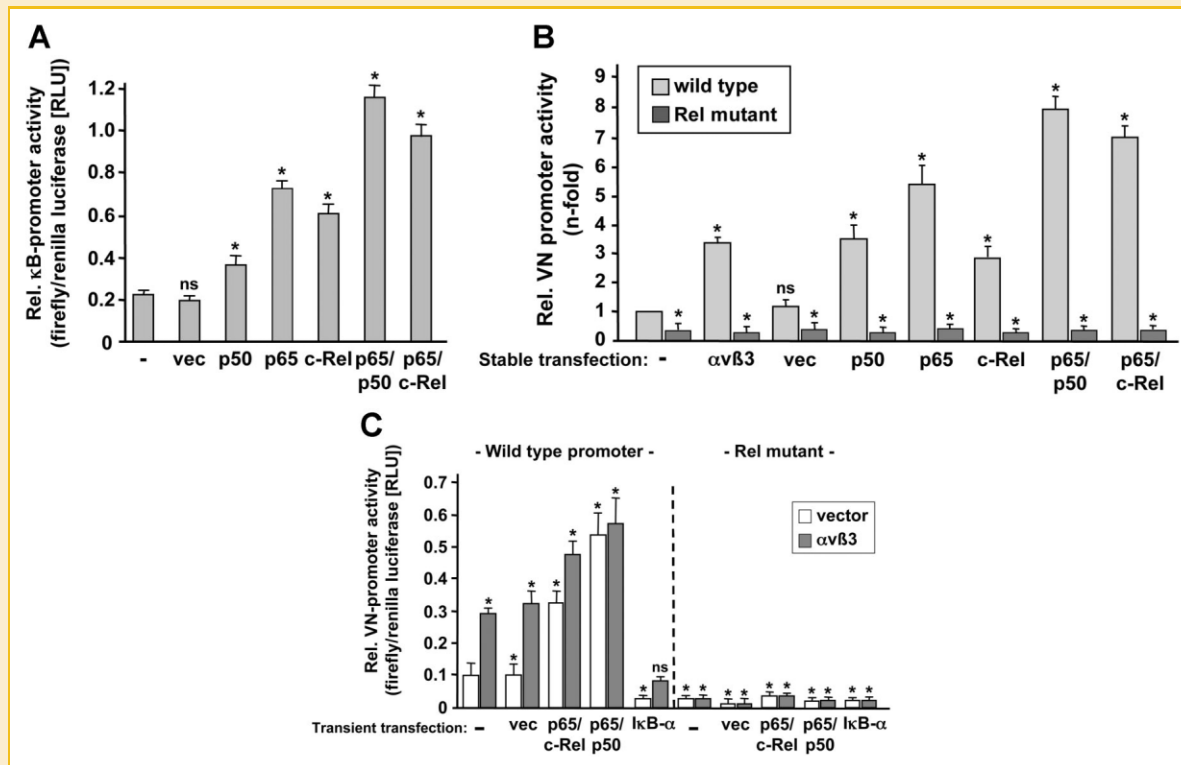 A
Rel. κB-promoter activity
(firefly/renilla luciferase [RLU])
1.2
1.0
0.8
0.6
0.4
0.2
0
ns
*
*
*
*
*
- vec p50 p65 c-Rel p65/ p65/
p50 c-Rel
B
Rel. VN promoter activity
(n-fold)
9
8
7
6
5
4
3
2
1
0
wild type
Rel mutant
*
*
*
ns
*
*
*
*
*
*
*
*
*
*
*
Stable transfection: - αvß3 vec p50 p65 c-Rel p65/ p65/
p50 c-Rel
C
- Wild type promoter - - Rel mutant -
Rel. VN-promoter activity
(firefly/renilla luciferase [RLU])
0.7
0.6
0.5
0.4
0.3
0.2
0.1
0
vector
αvß3
*
*
*
*
*
*
*
*
ns
* * * * * * * * * *
Transient transfection: - vec p65/ p65/ IκB-α - vec p65/ p65/ IκB-α
c-Rel p50 c-Rel p50